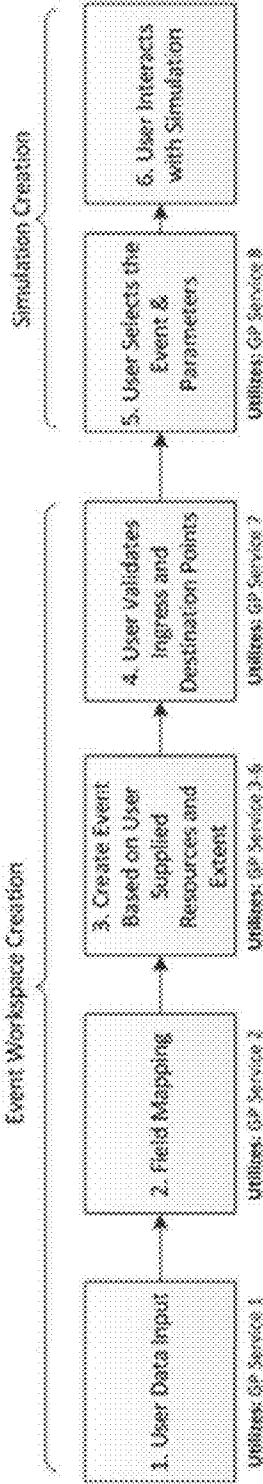 Event Workspace Creation
Simulation Creation
1. User Data Input
2. Field Mapping
3. Create Event
Based on User
Supplied
Resources and
Extent
4. User Validates
Ingress and
Destination Points
5. User Selects the
Event &
Parameters
6. User Interacts
with Simulation
Utilizes: GP Service 1
Utilizes: GP Service 2
Utilizes: GP Service 3-6
Utilizes: GP Service 7
Utilizes: GP Service 8